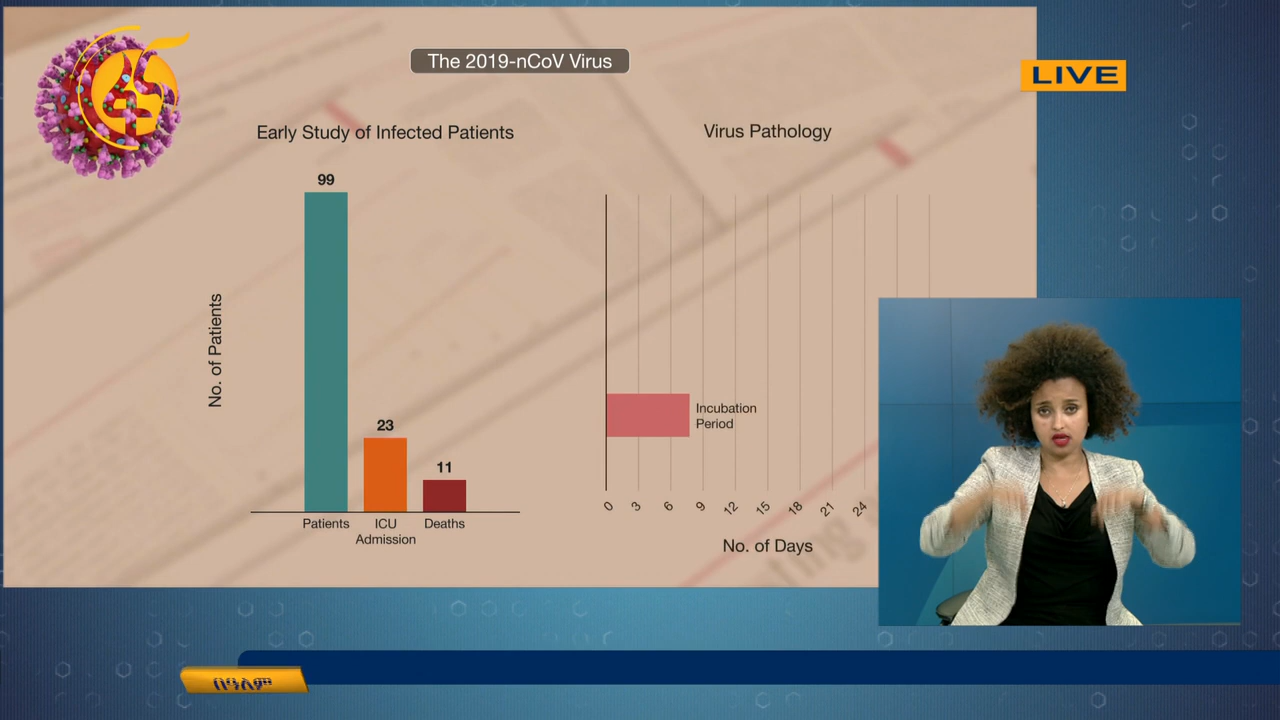 The 2019-nCoV Virus
LIVE
Early Study of Infected Patients
Virus Pathology
99
23
11
No. of Patients
Patients
ICU
Admission
Deaths
Incubation
Period
0 3 6 9 12 15 18 21 24
No. of Days
በዓለም